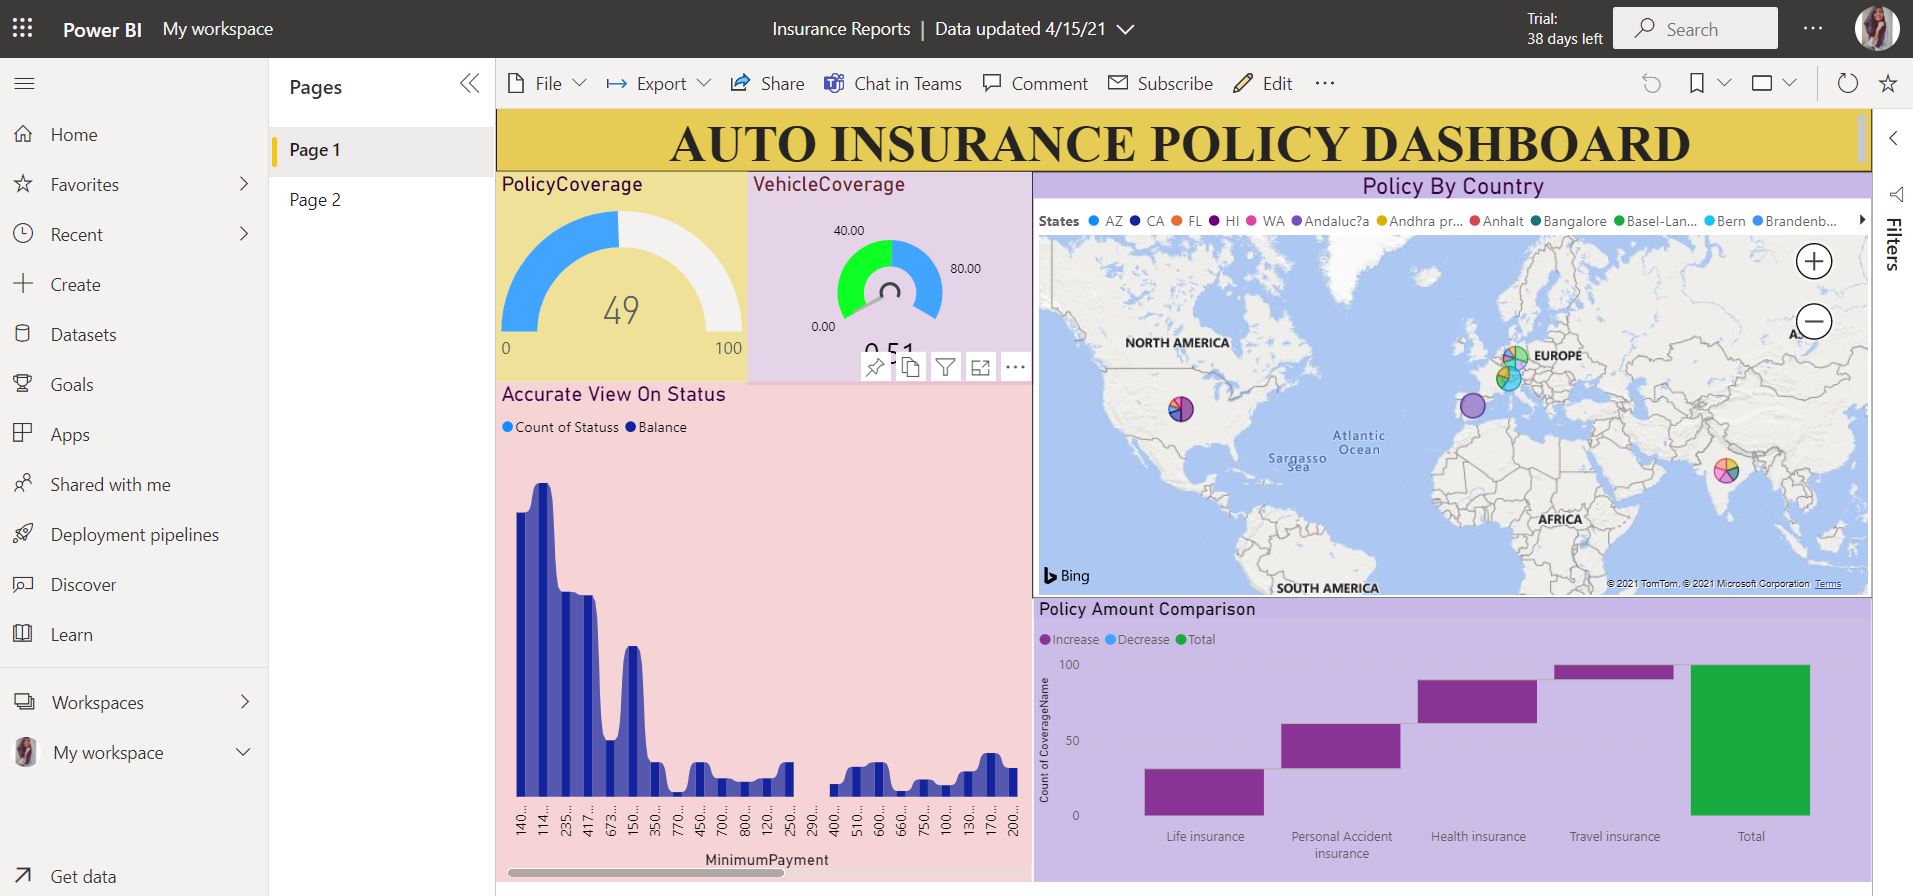 Power BI My workspace
Insurance Reports | Data updated 4/15/21
Trial:
38 days left
Search
Home
Favorites
Recent
Create
Datasets
Goals
Apps
Shared with me
Deployment pipelines
Discover
Learn
Workspaces
My workspace
Get data
Pages
Page 1
Page 2
File Export Share Chat in Teams Comment Subscribe Edit
AUTO INSURANCE POLICY DASHBOARD
Filters
PolicyCoverage
49
0 100
VehicleCoverage
40.00
80.00
0.00
0.51
Accurate View On Status
Count of Statuss Balance
140...
114...
235...
417...
673...
150...
350...
770...
450...
700...
800...
120...
250...
290...
400...
510...
600...
660...
750...
100...
130...
170...
200...
MinimumPayment
Policy By Country
States AZ CA FL HI WA Andaluc?a Andhra pr... Anhalt Bangalore Basel-Lan... Bern Brandenb...
NORTH AMERICA
EUROPE
Atlantic
Ocean
Sargasso
Sea
AFRICA
SOUTH AMERICA
Bing
© 2021 TomTom, © 2021 Microsoft Corporation Terms
Policy Amount Comparison
Increase Decrease Total
Count of CoverageName
100
50
0
Life insurance
Personal Accident
insurance
Health insurance
Travel insurance
Total